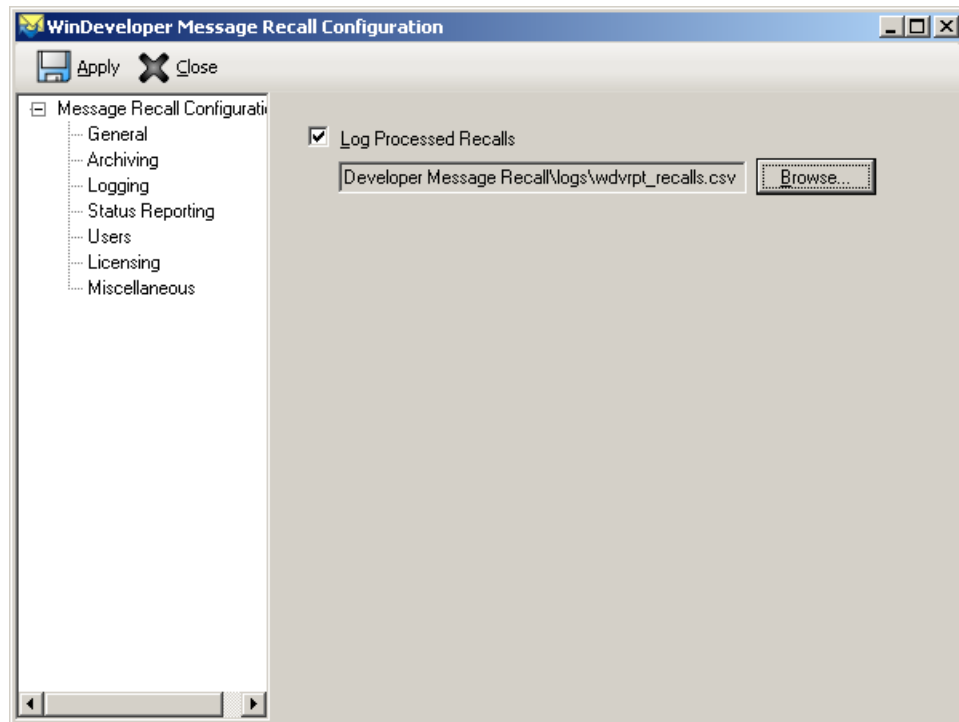 WinDeveloper Message Recall Configuration
Apply Close
Message Recall Configurati
General
Archiving
Logging
Status Reporting
Users
Licensing
Miscellaneous
Log Processed Recalls
Developer Message Recall\logs\wdvrpt_recalls.csv
Browse...